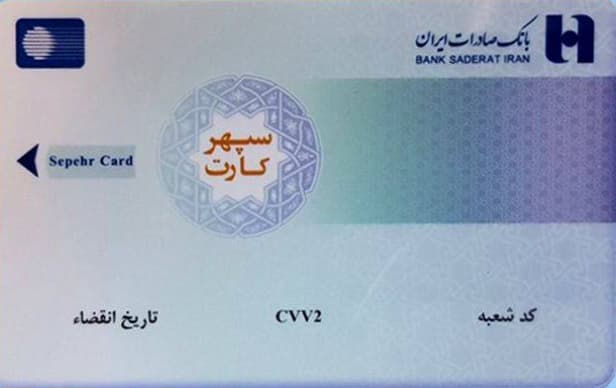 بانک صادرات ایران
BANK SADERAT IRAN
سپهر
کارت
Sepehr Card
کد شعبه
CVV2
تاریخ انقضاء